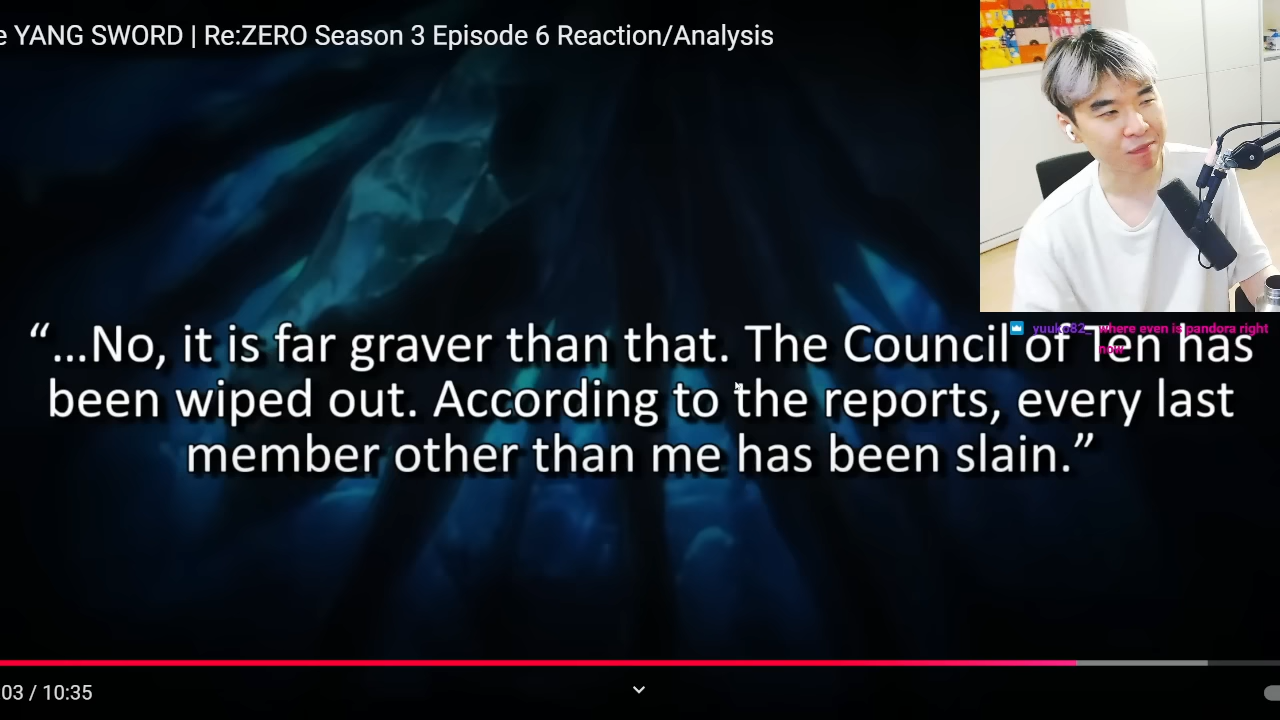 e YANG SWORD | Re:ZERO Season 3 Episode 6 Reaction/Analysis
yuuko82_ where even is pandora right
now
“...No, it is far graver than that. The Council of Ten has
been wiped out. According to the reports, every last
member other than me has been slain.”
03 / 10:35